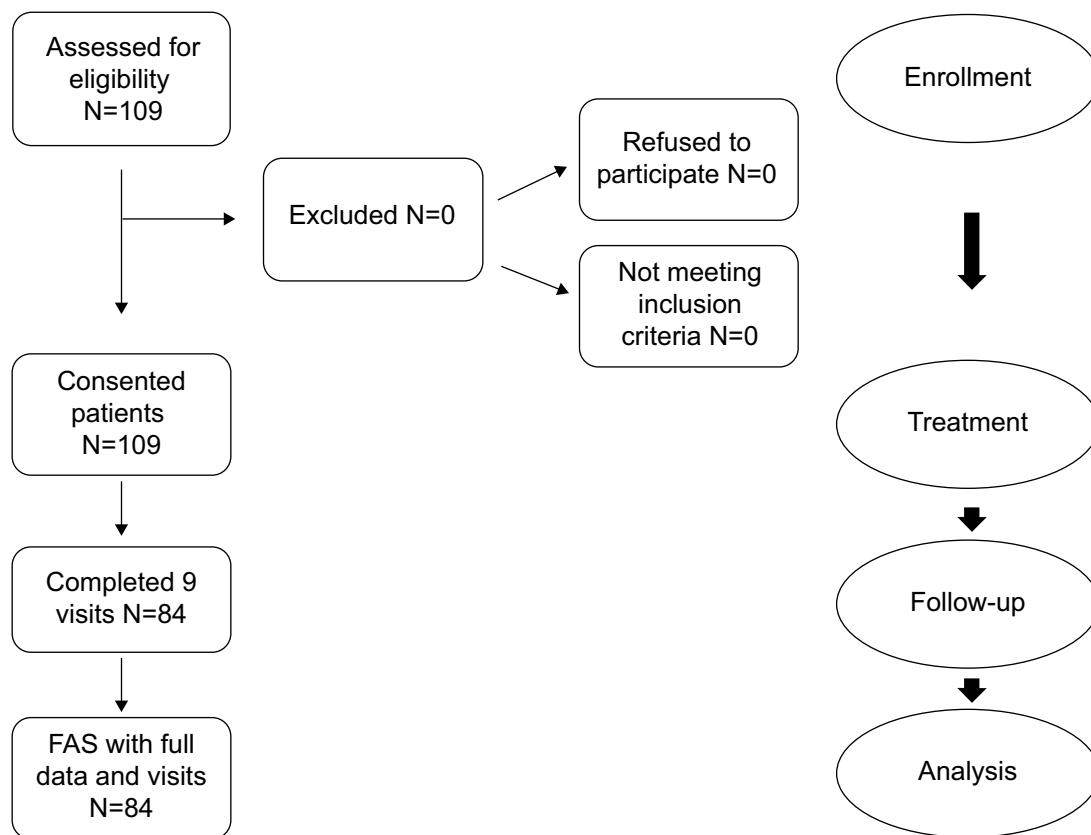 Assessed for
eligibility
N=109
Enrollment
Refused to
participate N=0
Excluded N=0
Not meeting
inclusion
criteria N=0
Consented
patients
N=109
Treatment
Completed 9
visits N=84
Follow-up
FAS with full
data and visits
N=84
Analysis